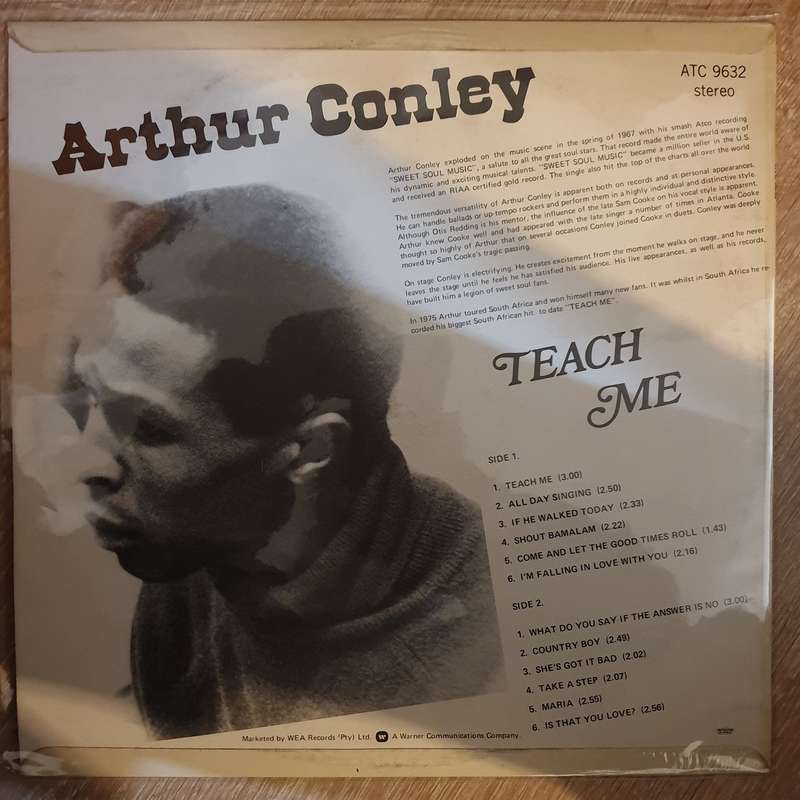 Arthur Conley
ATC 9632
stereo
Arthur Conley exploded on the music scene in the spring of 1967 with his smash Atco recording
"SWEET SOUL MUSIC", a salute to all the great soul stars. That record made the entire world aware of
his dynamic and exciting musical talents. "SWEET SOUL MUSIC" became a million seller in the U.S.
and received an RIAA certified gold record. The single also hit the top of the charts all over the world.
The tremendous versatility of Arthur Conley is apparent both on records and at personal appearances.
He can handle ballads or up-tempo rockers and perform them in a highly individual and distinctive style.
Although Otis Redding is his mentor, the influence of the late Sam Cooke on his vocal style is apparent.
Arthur knew Cooke well and had appeared with the late singer a number of times in Atlanta. Cooke
thought so highly of Arthur that on several occasions Conley joined Cooke in duets. Conley was deeply
moved by Sam Cooke's tragic passing.
On stage Conley is electrifying. He creates excitement from the moment he walks on stage, and he never
leaves the stage until he feels he has satisfied his audience. His live appearances, as well as his records,
have built him a legion of sweet soul fans.
In 1975 Arthur toured South Africa and won himself many new fans. It was whilst in South Africa he re-
corded his biggest South African hit to date "TEACH ME".
TEACH
ME
SIDE 1.
1. TEACH ME (3.00)
2. ALL DAY SINGING (2.50)
3. IF HE WALKED TODAY (2.33)
4. SHOUT BAMALAM (2.22)
5. COME AND LET THE GOOD TIMES ROLL (1.43)
6. I'M FALLING IN LOVE WITH YOU (2.16)
SIDE 2.
1. WHAT DO YOU SAY IF THE ANSWER IS NO (3.00)
2. COUNTRY BOY (2.49)
3. SHE'S GOT IT BAD (2.02)
4. TAKE A STEP (2.07)
5. MARIA (2.55)
6. IS THAT YOU LOVE? (2.56)
Marketed by WEA Records (Pty) Ltd. W A Warner Communications Company.